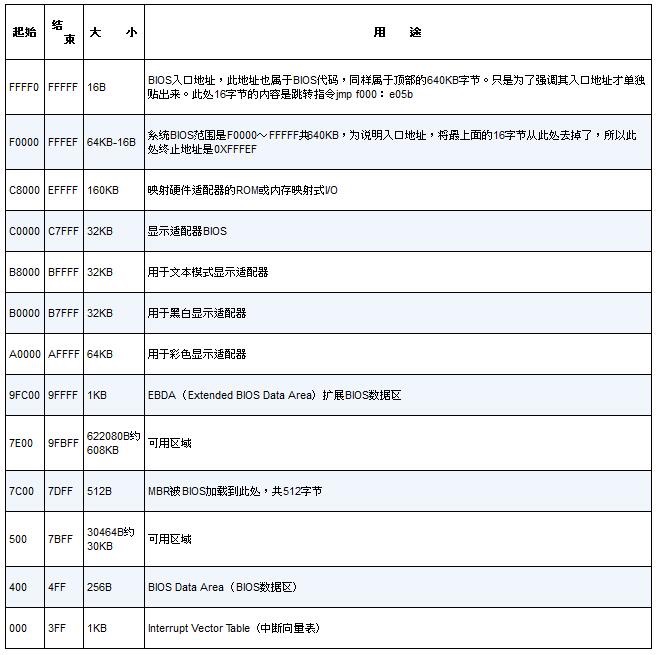 起始 结束 大 小 用 途
FFFF0 FFFFF 16B BIOS入口地址，此地址也属于BIOS代码，同样属于顶部的640KB字节。只是为了强调其入口地址才单独
贴出来。此处16字节的内容是跳转指令jmp f000：e05b
F0000 FFFEF 64KB-16B 系统BIOS范围是F0000～FFFFF共640KB，为说明入口地址，将最上面的16字节从此处去掉了，所以此
处终止地址是0XFFFEF
C8000 EFFFF 160KB 映射硬件适配器的ROM或内存映射式I/O
C0000 C7FFF 32KB 显示适配器BIOS
B8000 BFFFF 32KB 用于文本模式显示适配器
B0000 B7FFF 32KB 用于黑白显示适配器
A0000 AFFFF 64KB 用于彩色显示适配器
9FC00 9FFFF 1KB EBDA（Extended BIOS Data Area）扩展BIOS数据区
7E00 9FBFF 622080B约
608KB 可用区域
7C00 7DFF 512B MBR被BIOS加载到此处，共512字节
500 7BFF 30464B约
30KB 可用区域
400 4FF 256B BIOS Data Area（BIOS数据区）
000 3FF 1KB Interrupt Vector Table（中断向量表）